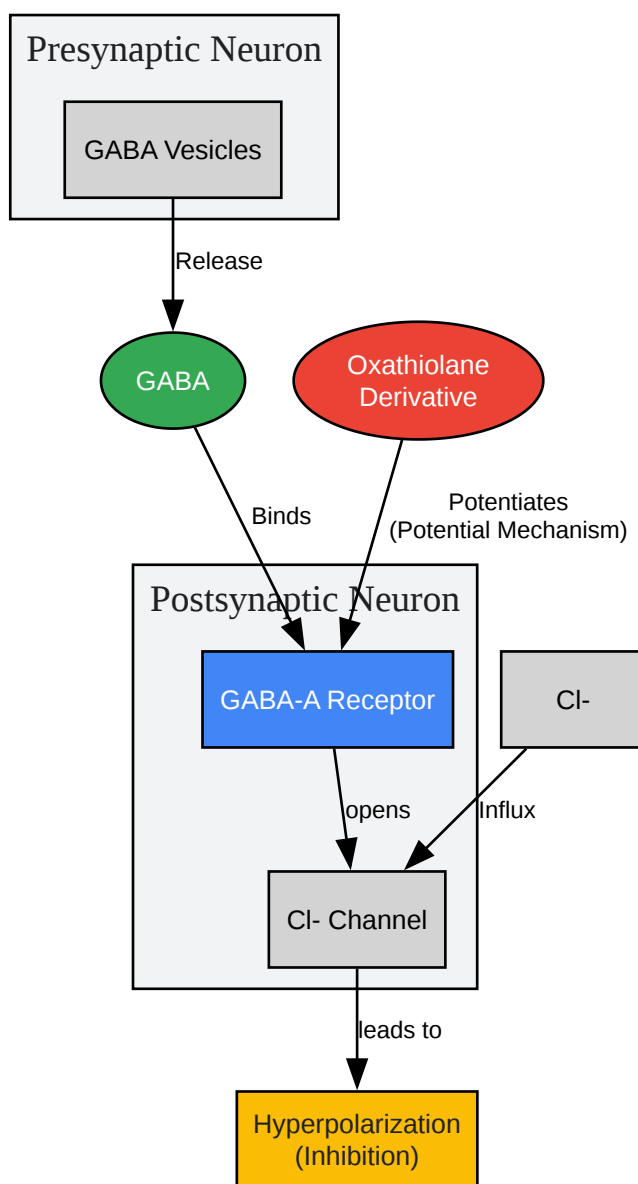 Presynaptic Neuron
GABA Vesicles
Release
GABA
Oxathiolane
Derivative
Binds
Potentiates
(Potential Mechanism)
Postsynaptic Neuron
GABA-A Receptor
Cl-
opens
Influx
Cl- Channel
leads to
Hyperpolarization
(Inhibition)